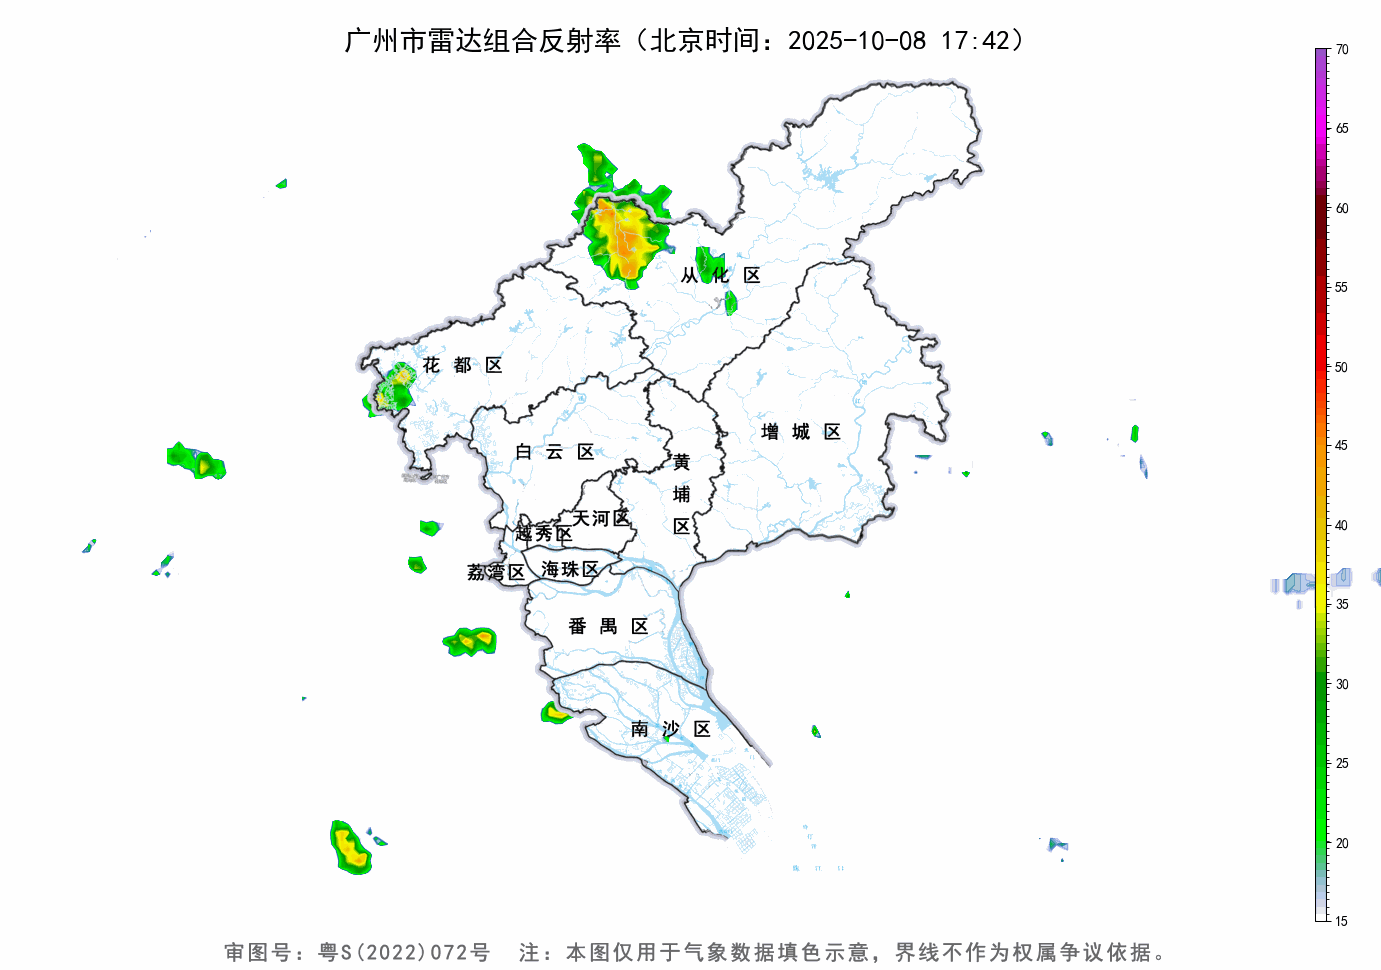 广州市雷达组合反射率（北京时间：2025-10-08 17:42）
70
65
60
55
50
45
40
35
30
25
20
15
从化区
花都区
增城区
白云区
黄埔区
天河区
越秀区
荔湾区
海珠区
番禺区
南沙区
审图号：粤S(2022)072号 注：本图仅用于气象数据填色示意，界线不作为权属争议依据。